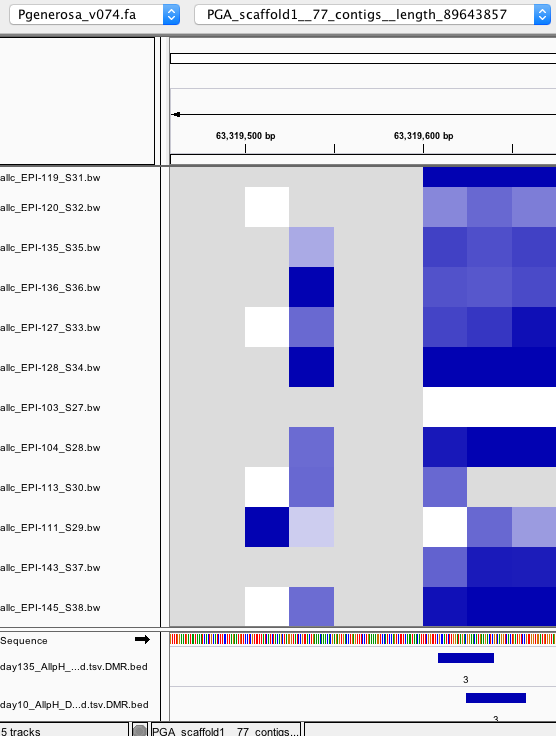 Pgenerosa_v074.fa PGA_scaffold1__77_contigs__length_89643857
63,319,500 bp 63,319,600 bp
allc_EPI-119_S31.bw
allc_EPI-120_S32.bw
allc_EPI-135_S35.bw
allc_EPI-136_S36.bw
allc_EPI-127_S33.bw
allc_EPI-128_S34.bw
allc_EPI-103_S27.bw
allc_EPI-104_S28.bw
allc_EPI-113_S30.bw
allc_EPI-111_S29.bw
allc_EPI-143_S37.bw
allc_EPI-145_S38.bw
Sequence
day135_AllpH_...d.tsv.DMR.bed
3
day10_AllpH_D...d.tsv.DMR.bed
3
5 tracks PGA_scaffold1__77_contigs...